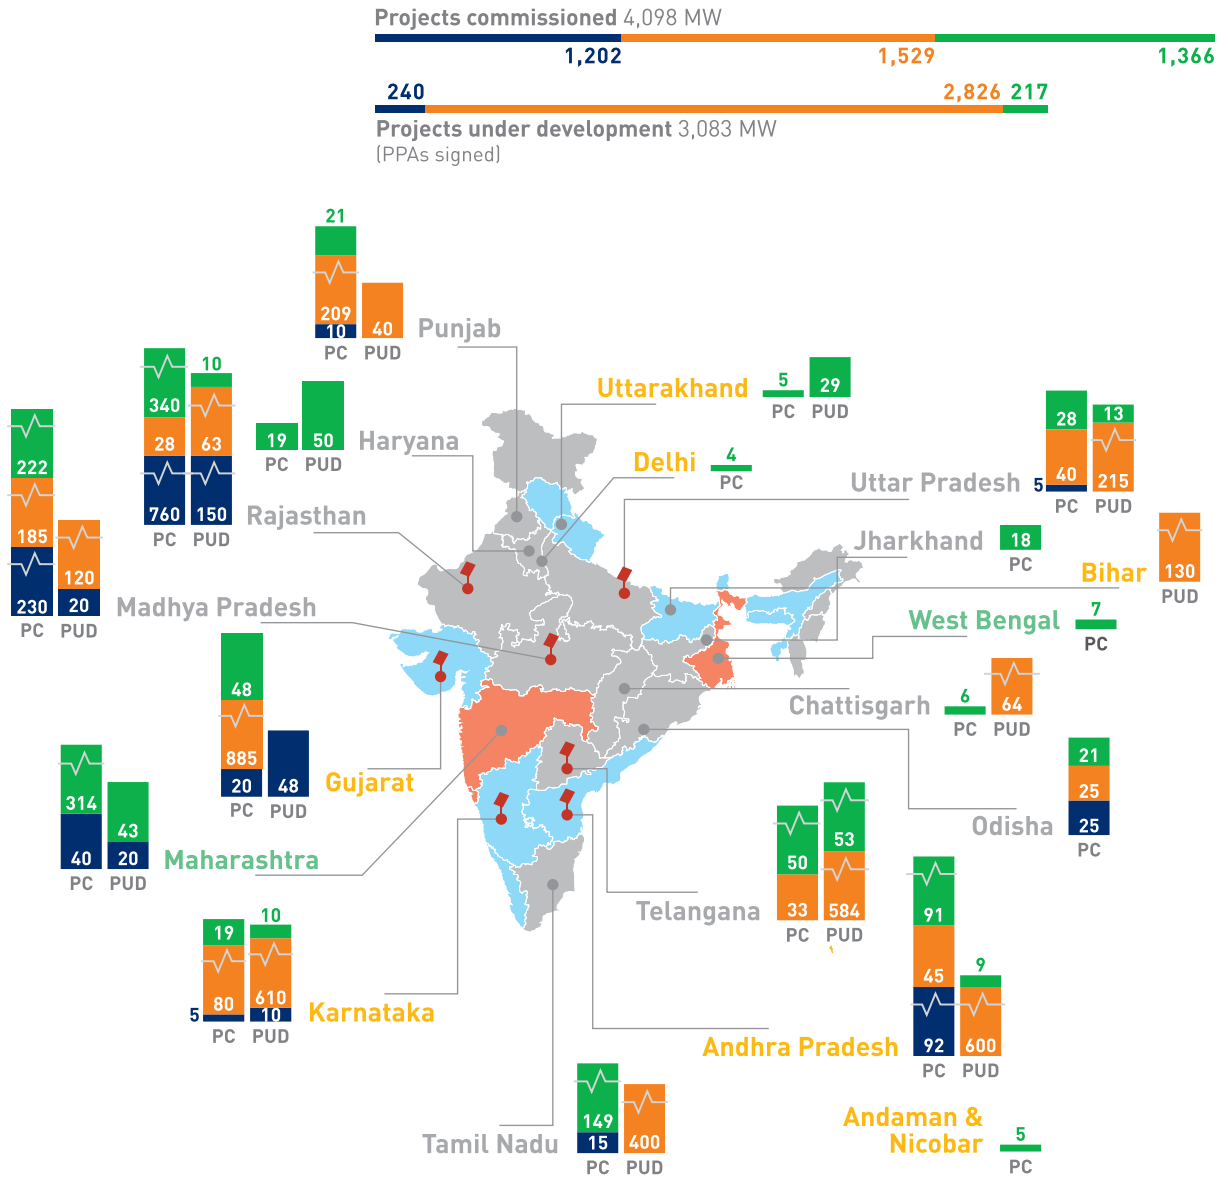 Projects commissioned 4,098 MW
1,202 1,529 1,366
240 2,826 217
Projects under development 3,083 MW
(PPAs signed)
21
209
10 40
PC PUD
Punjab
10
340
28 63
760 150
PC PUD
Rajasthan
19 50
PC PUD
Haryana
Uttarakhand
5 29
PC PUD
Delhi
4
PC
Uttar Pradesh
28 13
40 215
5
PC PUD
222
185 120
230 20
PC PUD
Madhya Pradesh
Jharkhand
18
PC
Bihar
130
PUD
West Bengal
7
PC
Chattisgarh
6 64
PC PUD
48
885
20 48
PC PUD
Gujarat
Odisha
21
25
25
PC
314 43
40 20
PC PUD
Maharashtra
Telangana
50 53
33 584
PC PUD
19 10
80 610
5 10
PC PUD
Karnataka
Andhra Pradesh
91
45 9
92 600
PC PUD
Tamil Nadu
149
15 400
PC PUD
Andaman &
Nicobar
5
PC